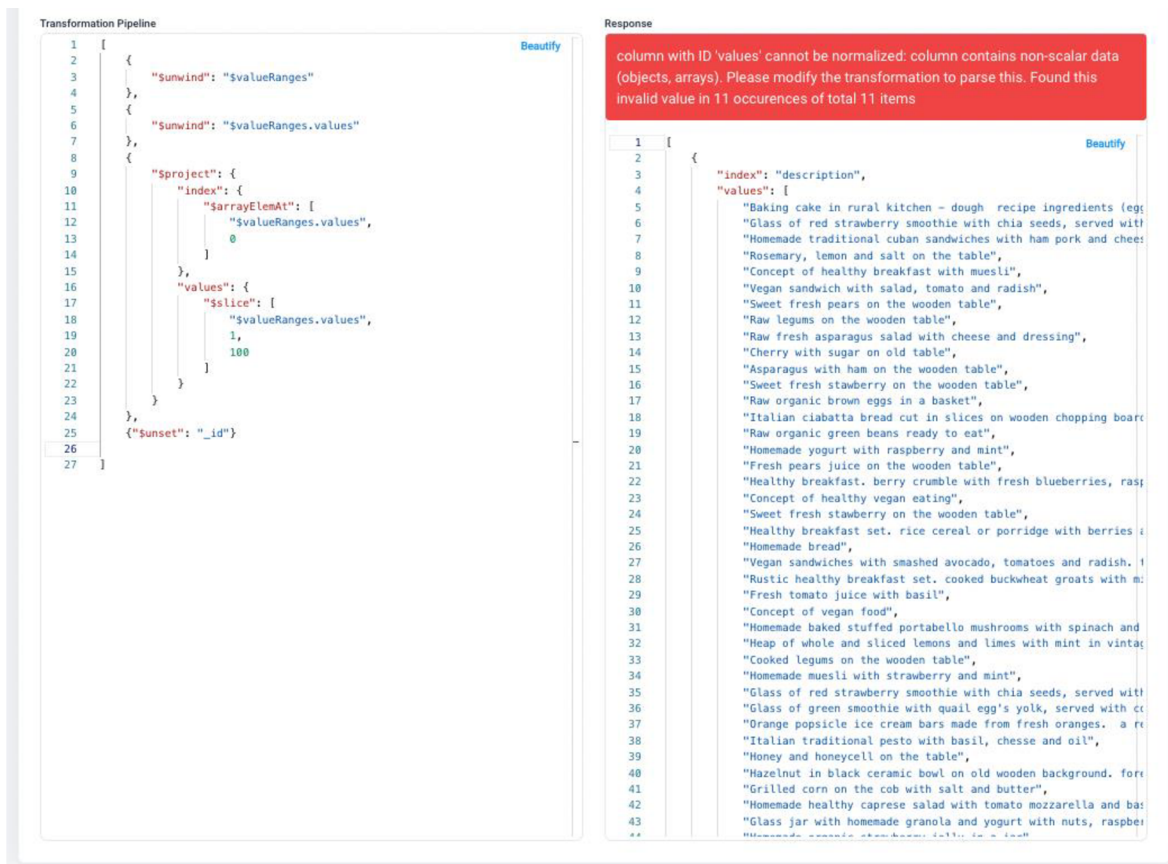 Transformation Pipeline
Beautify
1 [
2 {
3 "$unwind": "$valueRanges"
4 },
5 {
6 "$unwind": "$valueRanges.values"
7 },
8 {
9 "$project": {
10 "index": {
11 "$arrayElemAt": [
12 "$valueRanges.values",
13 0
14 ]
15 },
16 "values": {
17 "$slice": [
18 "$valueRanges.values",
19 1,
20 100
21 ]
22 }
23 }
24 },
25 {"$unset": "_id"}
26
27 ]
Response
column with ID 'values' cannot be normalized: column contains non-scalar data
(objects, arrays). Please modify the transformation to parse this. Found this
invalid value in 11 occurences of total 11 items
Beautify
1 [
2 {
3 "index": "description",
4 "values": [
5 "Baking cake in rural kitchen - dough  recipe ingredients (egg
6 "Glass of red strawberry smoothie with chia seeds, served with
7 "Homemade traditional cuban sandwiches with ham pork and chees
8 "Rosemary, lemon and salt on the table",
9 "Concept of healthy breakfast with muesli",
10 "Vegan sandwich with salad, tomato and radish",
11 "Sweet fresh pears on the wooden table",
12 "Raw legums on the wooden table",
13 "Raw fresh asparagus salad with cheese and dressing",
14 "Cherry with sugar on old table",
15 "Asparagus with ham on the wooden table",
16 "Sweet fresh stawberry on the wooden table",
17 "Raw organic brown eggs in a basket",
18 "Italian ciabatta bread cut in slices on wooden chopping board
19 "Raw organic green beans ready to eat",
20 "Homemade yogurt with raspberry and mint",
21 "Fresh pears juice on the wooden table",
22 "Healthy breakfast. berry crumble with fresh blueberries, rasp
23 "Concept of healthy vegan eating",
24 "Sweet fresh stawberry on the wooden table",
25 "Healthy breakfast set. rice cereal or porridge with berries a
26 "Homemade bread",
27 "Vegan sandwiches with smashed avocado, tomatoes and radish. t
28 "Rustic healthy breakfast set. cooked buckwheat groats with mi
29 "Fresh tomato juice with basil",
30 "Concept of vegan food",
31 "Homemade baked stuffed portabello mushrooms with spinach and
32 "Heap of whole and sliced lemons and limes with mint in vintag
33 "Cooked legums on the wooden table",
34 "Homemade muesli with strawberry and mint",
35 "Glass of red strawberry smoothie with chia seeds, served with
36 "Glass of green smoothie with quail egg's yolk, served with co
37 "Orange popsicle ice cream bars made from fresh oranges.  a re
38 "Italian traditional pesto with basil, chesse and oil",
39 "Honey and honeycell on the table",
40 "Hazelnut in black ceramic bowl on old wooden background. fore
41 "Grilled corn on the cob with salt and butter",
42 "Homemade healthy caprese salad with tomato mozzarella and bas
43 "Glass jar with homemade granola and yogurt with nuts, raspber